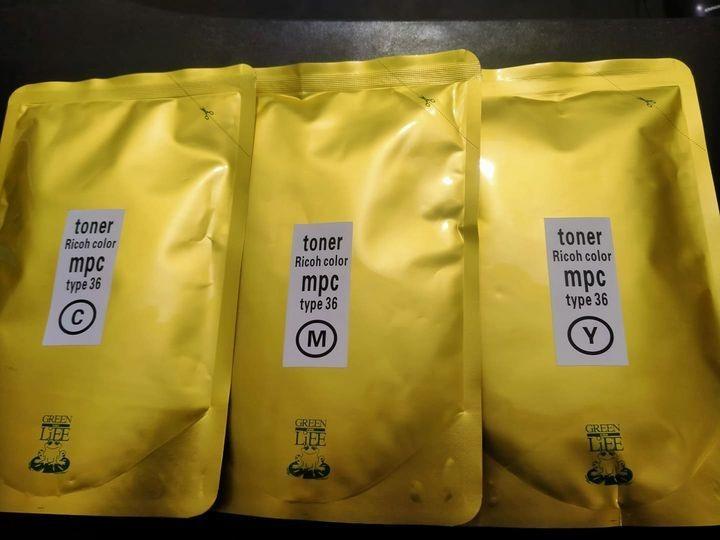 toner
Ricoh color
mpc
type 36
C
GREEN
LiFE
toner
Ricoh color
mpc
type 36
M
GREEN
LiFE
toner
Ricoh color
mpc
type 36
Y
GREEN
LiFE